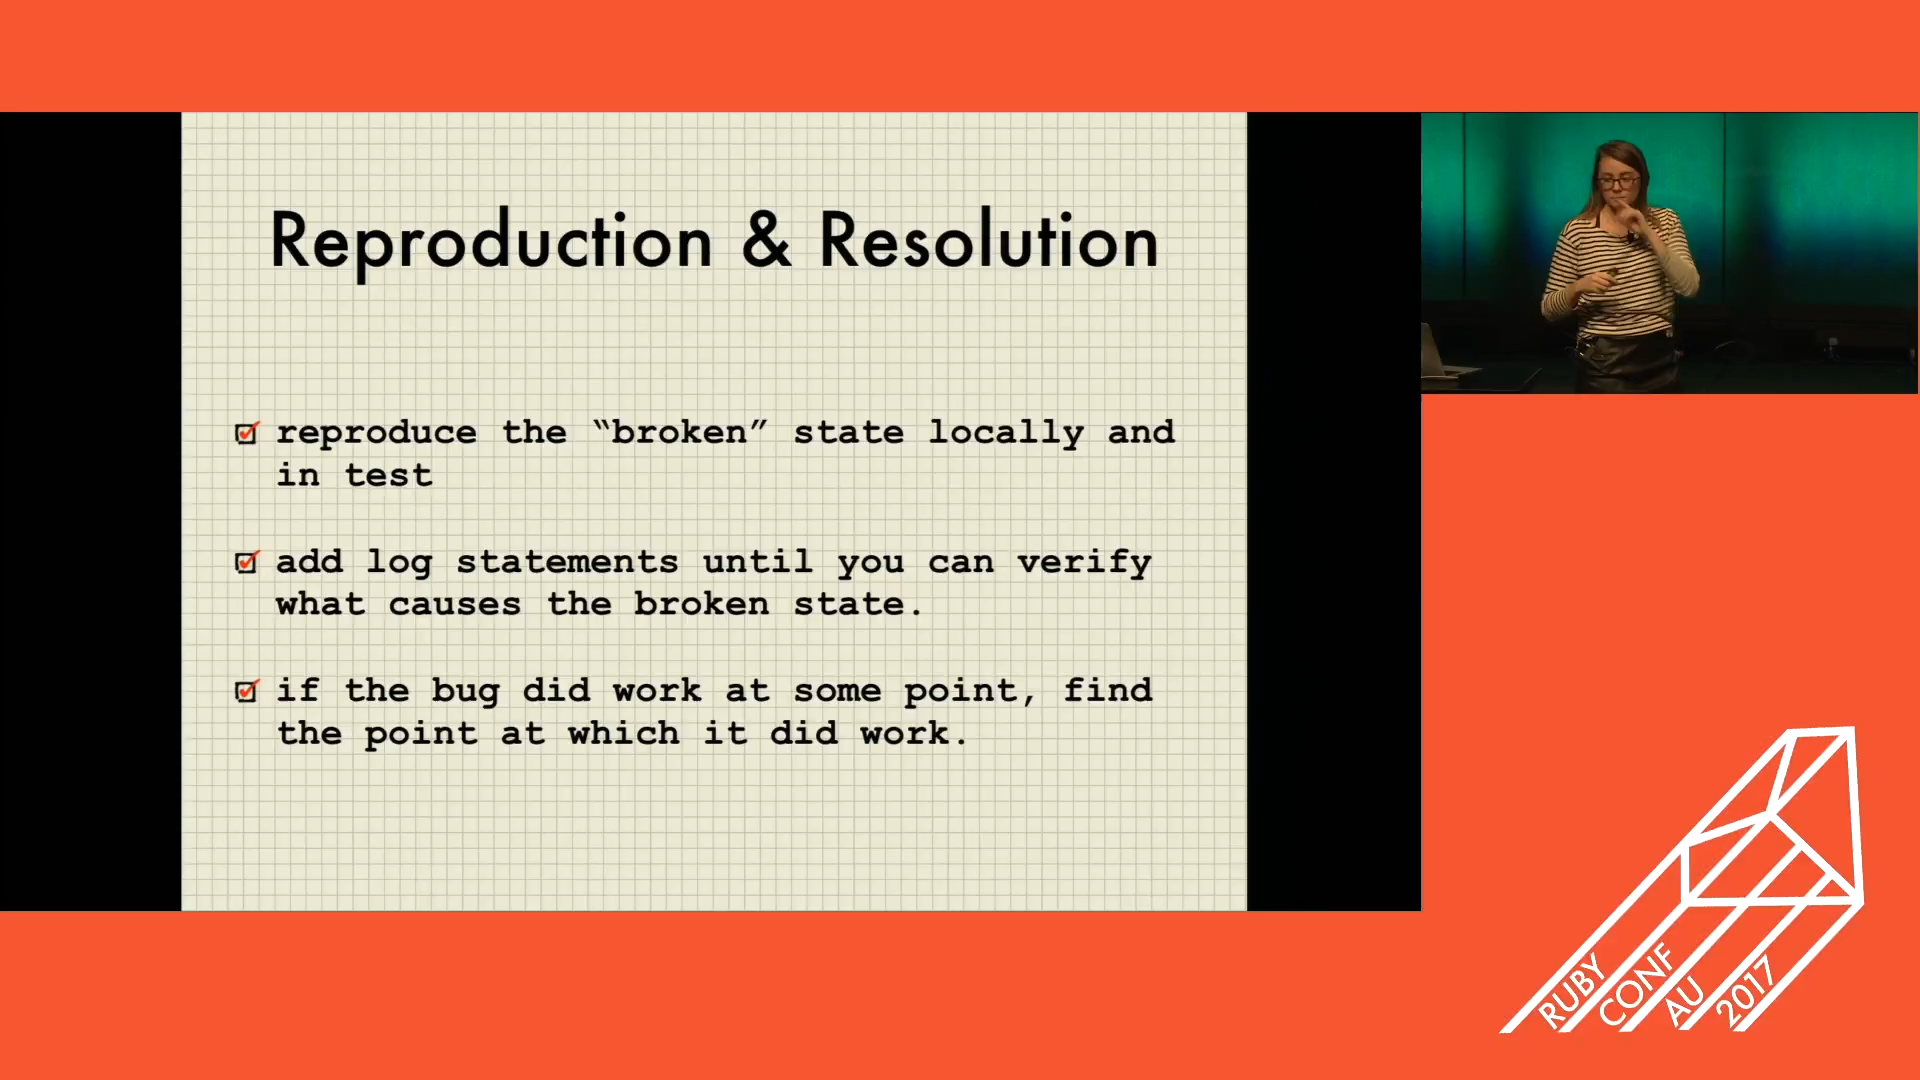 Reproduction & Resolution
reproduce the “broken” state locally and
in test
add log statements until you can verify
what causes the broken state.
if the bug did work at some point, find
the point at which it did work.
RUBY
CONF
AU
2017